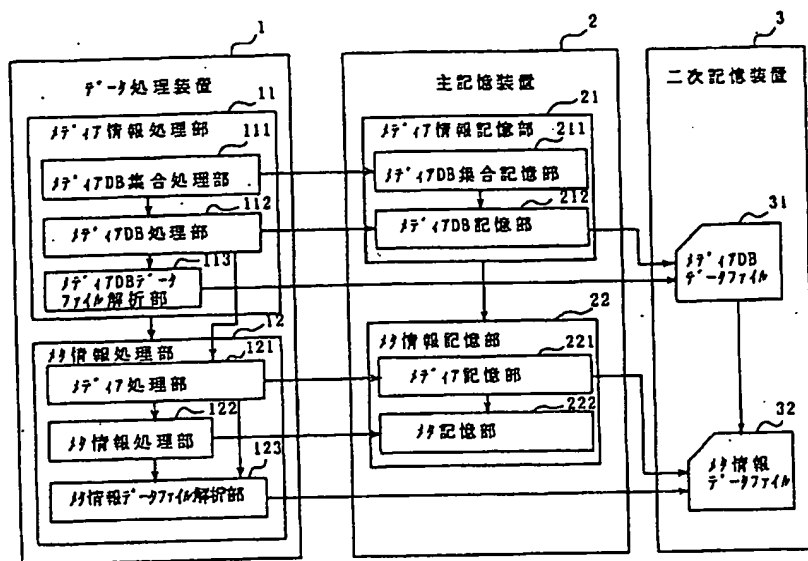 1
データ処理装置
11
メディア情報処理部
111
メディアDB集合処理部
112
メディアDB処理部
113
メディアDBデータ
ファイル解析部
12
メタ情報処理部
121
メディア処理部
122
メタ情報処理部
123
メタ情報データファイル解析部
2
主記憶装置
21
メディア情報記憶部
211
メディアDB集合記憶部
212
メディアDB記憶部
22
メタ情報記憶部
221
メディア記憶部
222
メタ記憶部
3
二次記憶装置
31
メディアDB
データファイル
32
メタ情報
データファイル